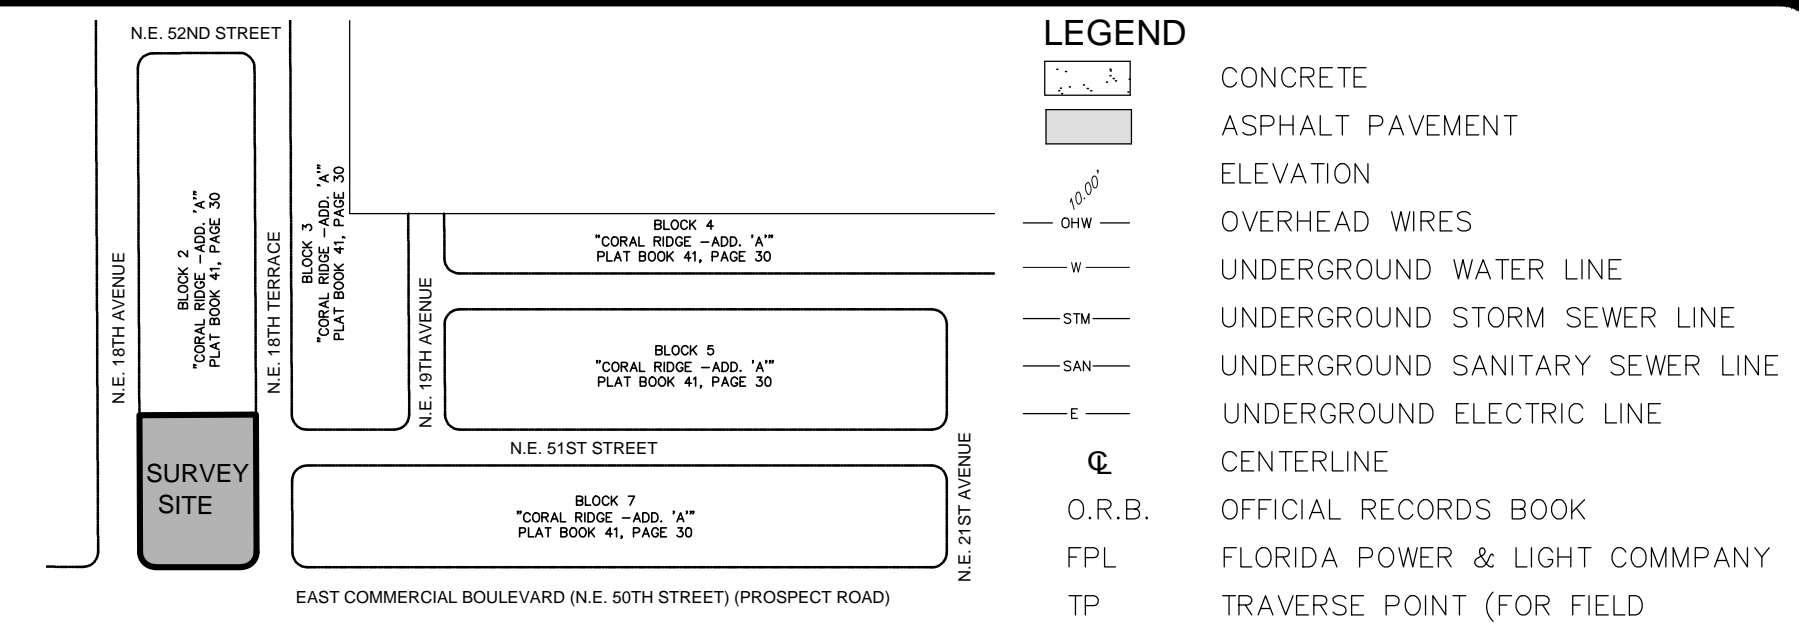 N.E. 52ND STREET
BLOCK 2
"CORAL RIDGE –ADD. 'A'"
PLAT BOOK 41, PAGE 30
N.E. 18TH AVENUE
N.E. 18TH TERRACE
BLOCK 3
"CORAL RIDGE –ADD. 'A'"
PLAT BOOK 41, PAGE 30
N.E. 19TH AVENUE
BLOCK 4
"CORAL RIDGE –ADD. 'A'"
PLAT BOOK 41, PAGE 30
BLOCK 5
"CORAL RIDGE –ADD. 'A'"
PLAT BOOK 41, PAGE 30
N.E. 51ST STREET
SURVEY
SITE
BLOCK 7
"CORAL RIDGE –ADD. 'A'"
PLAT BOOK 41, PAGE 30
N.E. 21ST AVENUE
EAST COMMERCIAL BOULEVARD (N.E. 50TH STREET) (PROSPECT ROAD)
LEGEND
CONCRETE
ASPHALT PAVEMENT
10.00' ELEVATION
OHW OVERHEAD WIRES
W UNDERGROUND WATER LINE
STM UNDERGROUND STORM SEWER LINE
SAN UNDERGROUND SANITARY SEWER LINE
E UNDERGROUND ELECTRIC LINE
℄ CENTERLINE
O.R.B. OFFICIAL RECORDS BOOK
FPL FLORIDA POWER & LIGHT COMMPANY
TP TRAVERSE POINT (FOR FIELD